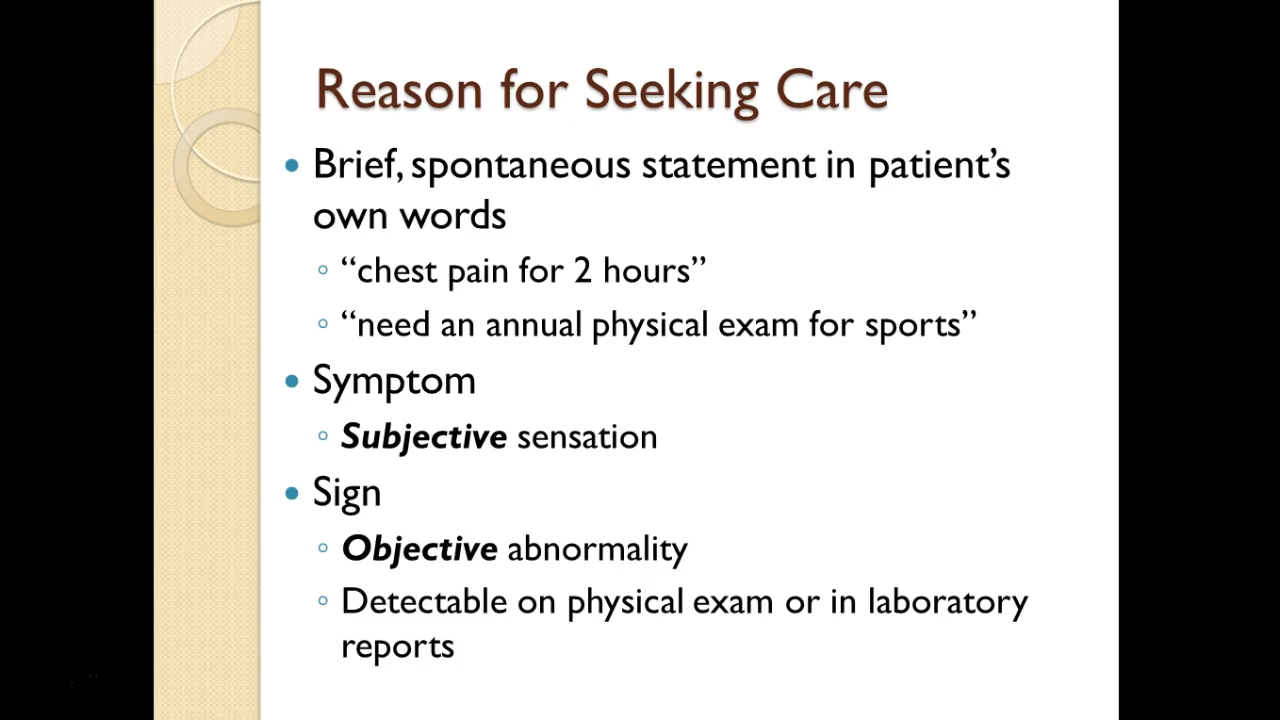 Reason for Seeking Care
• Brief, spontaneous statement in patient’s
own words
◦ “chest pain for 2 hours”
◦ “need an annual physical exam for sports”
• Symptom
◦ Subjective sensation
• Sign
◦ Objective abnormality
◦ Detectable on physical exam or in laboratory
reports